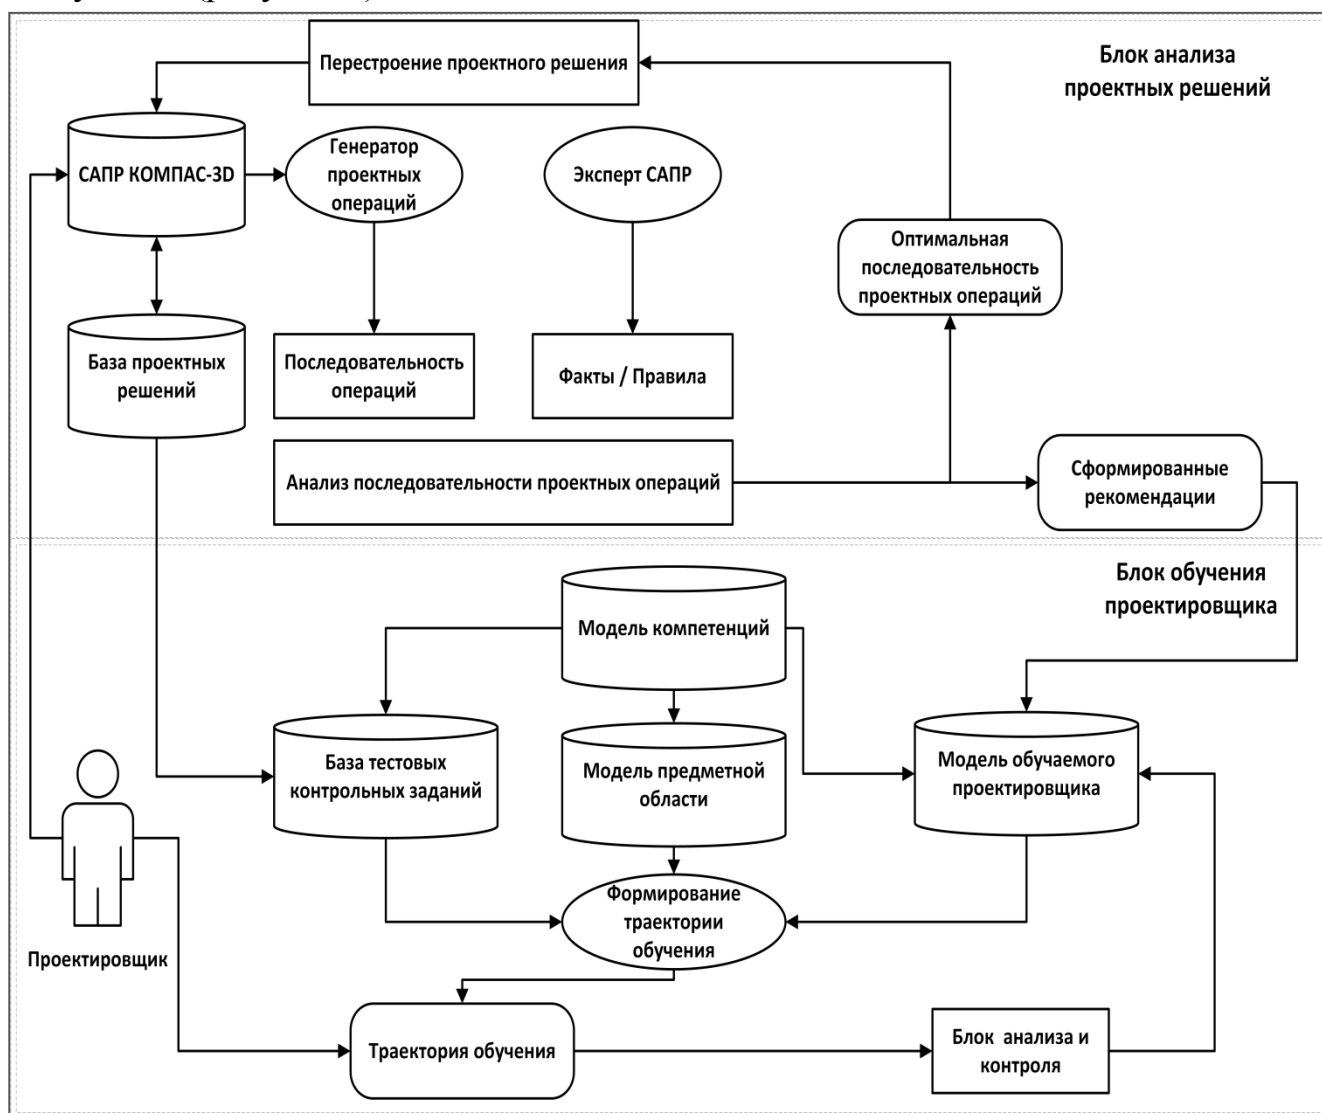 Перестроение проектного решения
Блок анализа
проектных решений
САПР КОМПАС-3D
Генератор
проектных
операций
Эксперт САПР
Оптимальная
последовательность
проектных операций
База проектных
решений
Последовательность
операций
Факты / Правила
Анализ последовательности проектных операций
Сформированные
рекомендации
Блок обучения
проектировщика
Модель компетенций
База тестовых
контрольных заданий
Модель предметной
области
Модель обучаемого
проектировщика
Формирование
траектории
обучения
Проектировщик
Траектория обучения
Блок анализа и
контроля